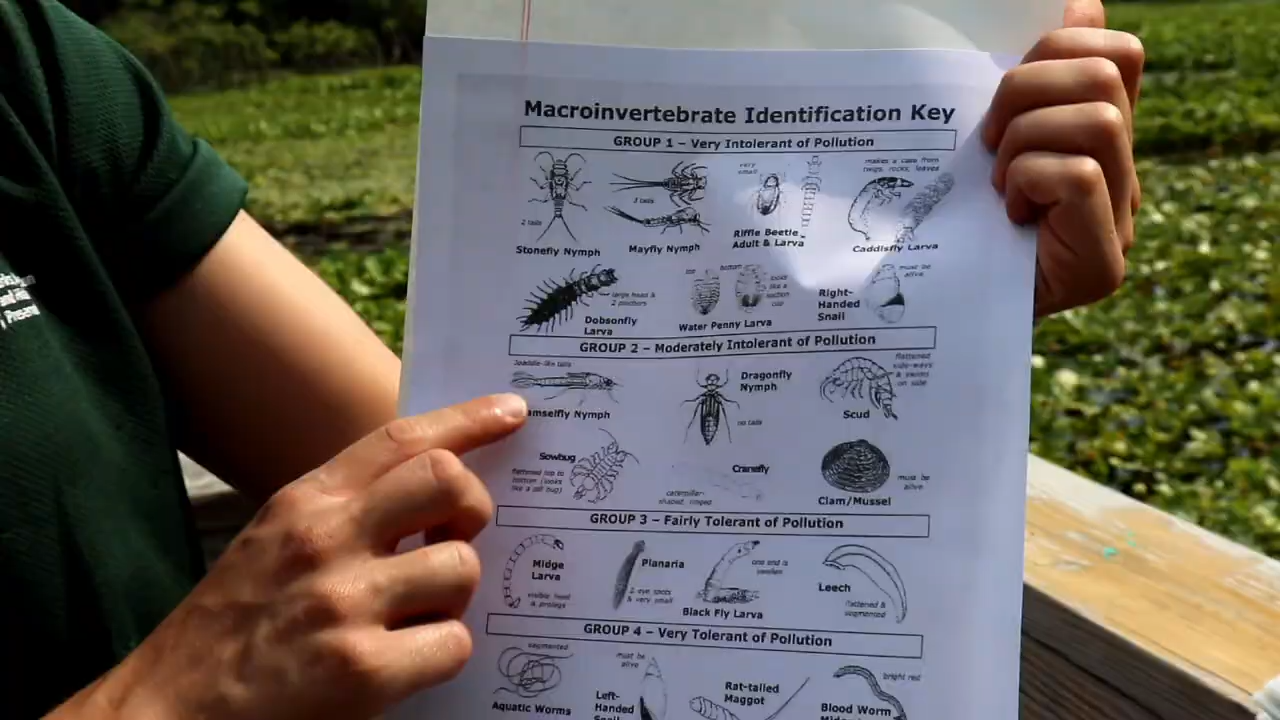 Macroinvertebrate Identification Key
GROUP 1 – Very Intolerant of Pollution
2 tails
Stonefly Nymph
3 tails
Mayfly Nymph
very
small
Riffle Beetle
Adult & Larva
makes a case from
twigs, rocks, leaves
Caddisfly Larva
large head &
2 pinchers
Dobsonfly
Larva
top
bottom
looks
like a
suction
cup
Water Penny Larva
Right-
Handed
Snail
must be
alive
GROUP 2 – Moderately Intolerant of Pollution
paddle-like tails
amselfly Nymph
Dragonfly
Nymph
no tails
flattened
side-ways
& swims
on side
Scud
Sowbug
flattened top to
bottom (looks
like a pill bug)
Cranefly
caterpillar-
shaped, ringed
must be
alive
Clam/Mussel
GROUP 3 – Fairly Tolerant of Pollution
Midge
Larva
visible head
& prolegs
Planaria
2 eye spots
& very small
one end is
swollen
Black Fly Larva
Leech
flattened &
segmented
GROUP 4 – Very Tolerant of Pollution
segmented
Aquatic Worms
must be
alive
Left-
Handed
Snail
Rat-tailed
Maggot
bright red
Blood Worm